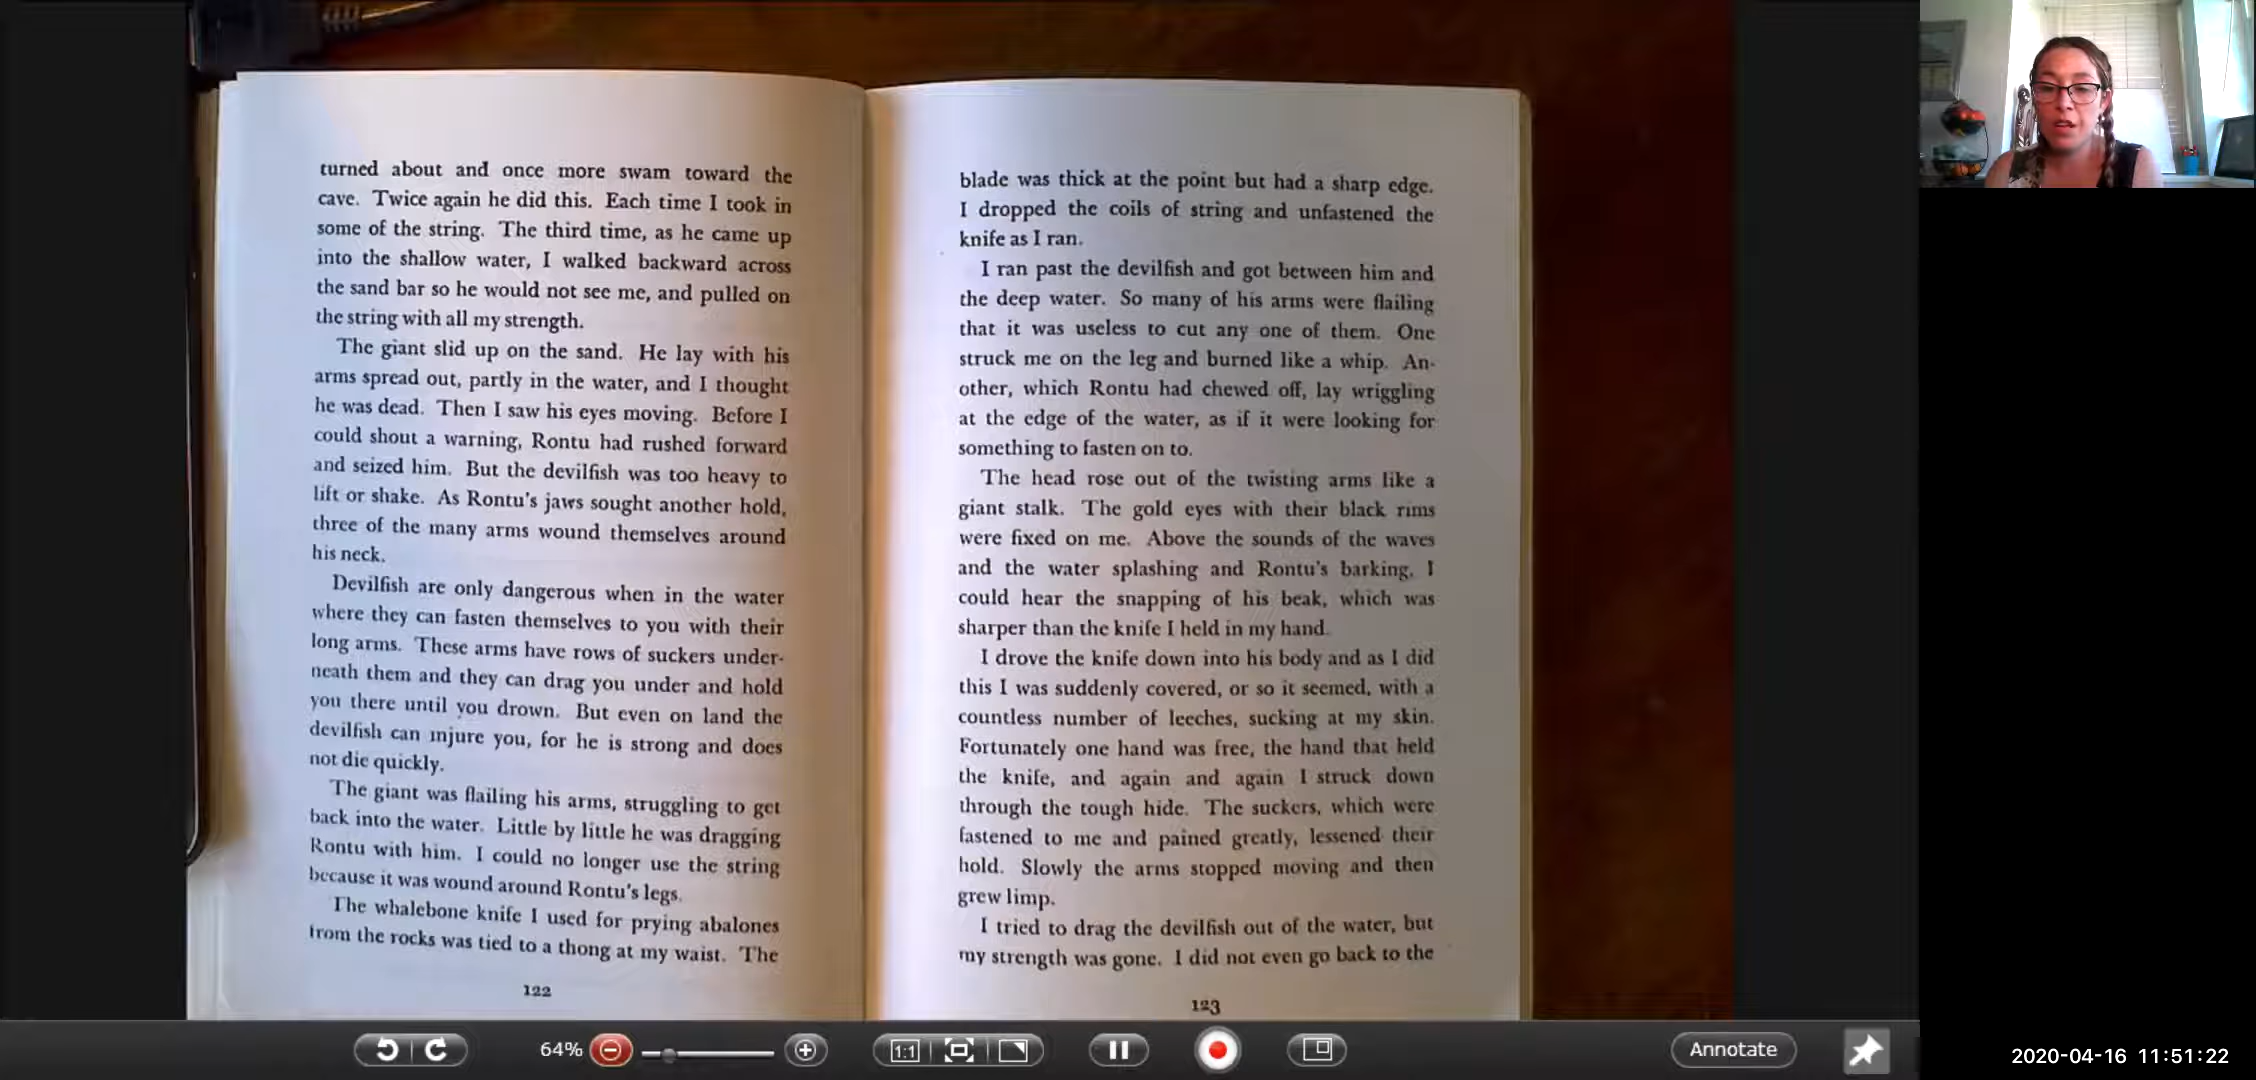 turned about and once more swam toward the
cave. Twice again he did this. Each time I took in
some of the string. The third time, as he came up
into the shallow water, I walked backward across
the sand bar so he would not see me, and pulled on
the string with all my strength.
The giant slid up on the sand. He lay with his
arms spread out, partly in the water, and I thought
he was dead. Then I saw his eyes moving. Before I
could shout a warning, Rontu had rushed forward
and seized him. But the devilfish was too heavy to
lift or shake. As Rontu's jaws sought another hold,
three of the many arms wound themselves around
his neck.
Devilfish are only dangerous when in the water
where they can fasten themselves to you with their
long arms. These arms have rows of suckers under-
neath them and they can drag you under and hold
you there until you drown. But even on land the
devilfish can injure you, for he is strong and does
not die quickly.
The giant was flailing his arms, struggling to get
back into the water. Little by little he was dragging
Rontu with him. I could no longer use the string
because it was wound around Rontu's legs.
The whalebone knife I used for prying abalones
from the rocks was tied to a thong at my waist. The
122
blade was thick at the point but had a sharp edge.
I dropped the coils of string and unfastened the
knife as I ran.
I ran past the devilfish and got between him and
the deep water. So many of his arms were flailing
that it was useless to cut any one of them. One
struck me on the leg and burned like a whip. An-
other, which Rontu had chewed off, lay wriggling
at the edge of the water, as if it were looking for
something to fasten on to.
The head rose out of the twisting arms like a
giant stalk. The gold eyes with their black rims
were fixed on me. Above the sounds of the waves
and the water splashing and Rontu's barking, I
could hear the snapping of his beak, which was
sharper than the knife I held in my hand.
I drove the knife down into his body and as I did
this I was suddenly covered, or so it seemed, with a
countless number of leeches, sucking at my skin.
Fortunately one hand was free, the hand that held
the knife, and again and again I struck down
through the tough hide. The suckers, which were
fastened to me and pained greatly, lessened their
hold. Slowly the arms stopped moving and then
grew limp.
I tried to drag the devilfish out of the water, but
my strength was gone. I did not even go back to the
123
64%
1:1
Annotate
2020-04-16 11:51:22